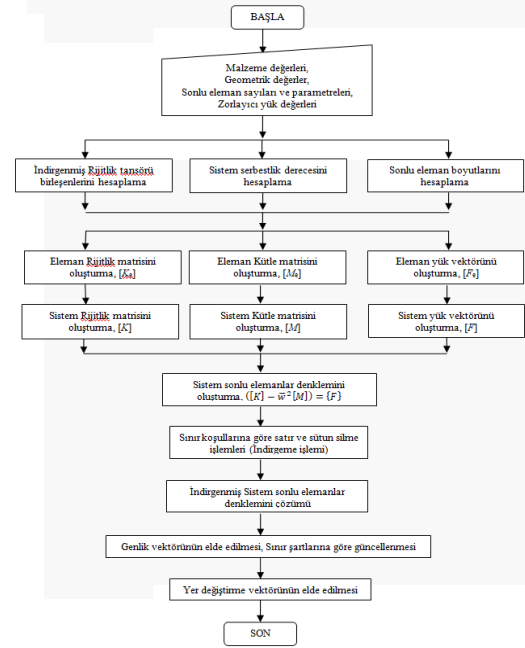 BAŞLA
Malzeme değerleri,
Geometrik değerler,
Sonlu eleman sayıları ve parametreleri,
Zorlayıcı yük değerleri
İndirgenmiş Rijitlik tansörü
birleşenlerini hesaplama
Sistem serbestlik derecesini
hesaplama
Sonlu eleman boyutlarını
hesaplama
Eleman Rijitlik matrisini
oluşturma, [Kₑ]
Eleman Kütle matrisini
oluşturma, [Mₑ]
Eleman yük vektörünü
oluşturma, [Fₑ]
Sistem Rijitlik matrisini
oluşturma, [K]
Sistem Kütle matrisini
oluşturma, [M]
Sistem yük vektörünü
oluşturma, [F]
Sistem sonlu elemanlar denklemini
oluşturma, ([K] − w̅²[M]) = {F}
Sınır koşullarına göre satır ve sütun silme
işlemleri (İndirgeme işlemi)
İndirgenmiş Sistem sonlu elemanlar
denklemini çözümü
Genlik vektörünün elde edilmesi, Sınır şartlarına göre güncellenmesi
Yer değiştirme vektörünün elde edilmesi
SON